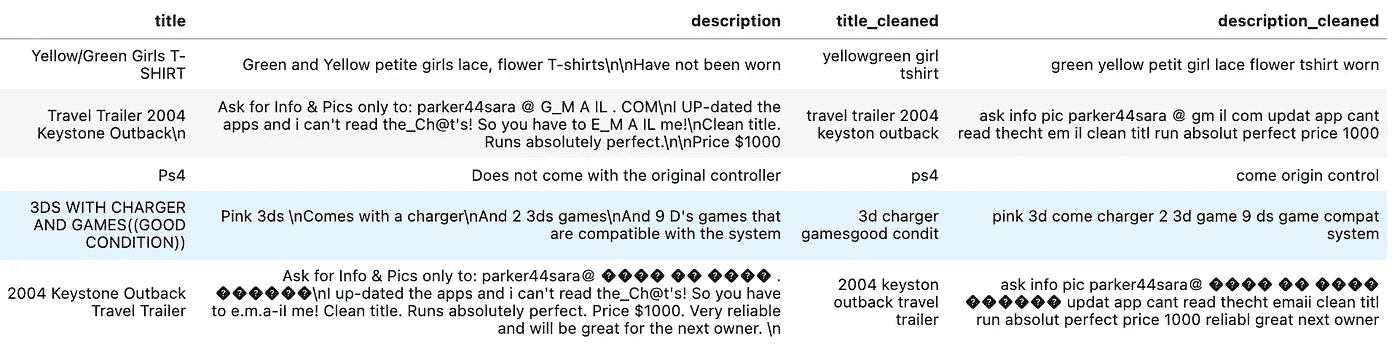 title description title_cleaned description_cleaned
Yellow/Green Girls T-
SHIRT
Green and Yellow petite girls lace, flower T-shirts\n\nHave not been worn
yellowgreen girl
tshirt
green yellow petit girl lace flower tshirt worn
Travel Trailer 2004
Keystone Outback\n
Ask for Info & Pics only to: parker44sara @ G_M A IL . COM\nI UP-dated the
apps and i can't read the_Ch@t's! So you have to E_M A IL me!\nClean title.
Runs absolutely perfect.\n\nPrice $1000
travel trailer 2004
keyston outback
ask info pic parker44sara @ gm il com updat app cant
read thecht em il clean titl run absolut perfect price 1000
Ps4
Does not come with the original controller
ps4
come origin control
3DS WITH CHARGER
AND GAMES((GOOD
CONDITION))
Pink 3ds \nComes with a charger\nAnd 2 3ds games\nAnd 9 D's games that
are compatible with the system
3d charger
gamesgood condit
pink 3d come charger 2 3d game 9 ds game compat
system
2004 Keystone Outback
Travel Trailer
Ask for Info & Pics only to: parker44sara@ ���� �� ���� .
������\nI up-dated the apps and i can't read the_Ch@t's! So you have
to e.m.a-il me! Clean title. Runs absolutely perfect. Price $1000. Very reliable
and will be great for the next owner. \n
2004 keyston
outback travel
trailer
ask info pic parker44sara@ ���� �� ����
������ updat app cant read thecht emaii clean titl
run absolut perfect price 1000 reliabl great next owner